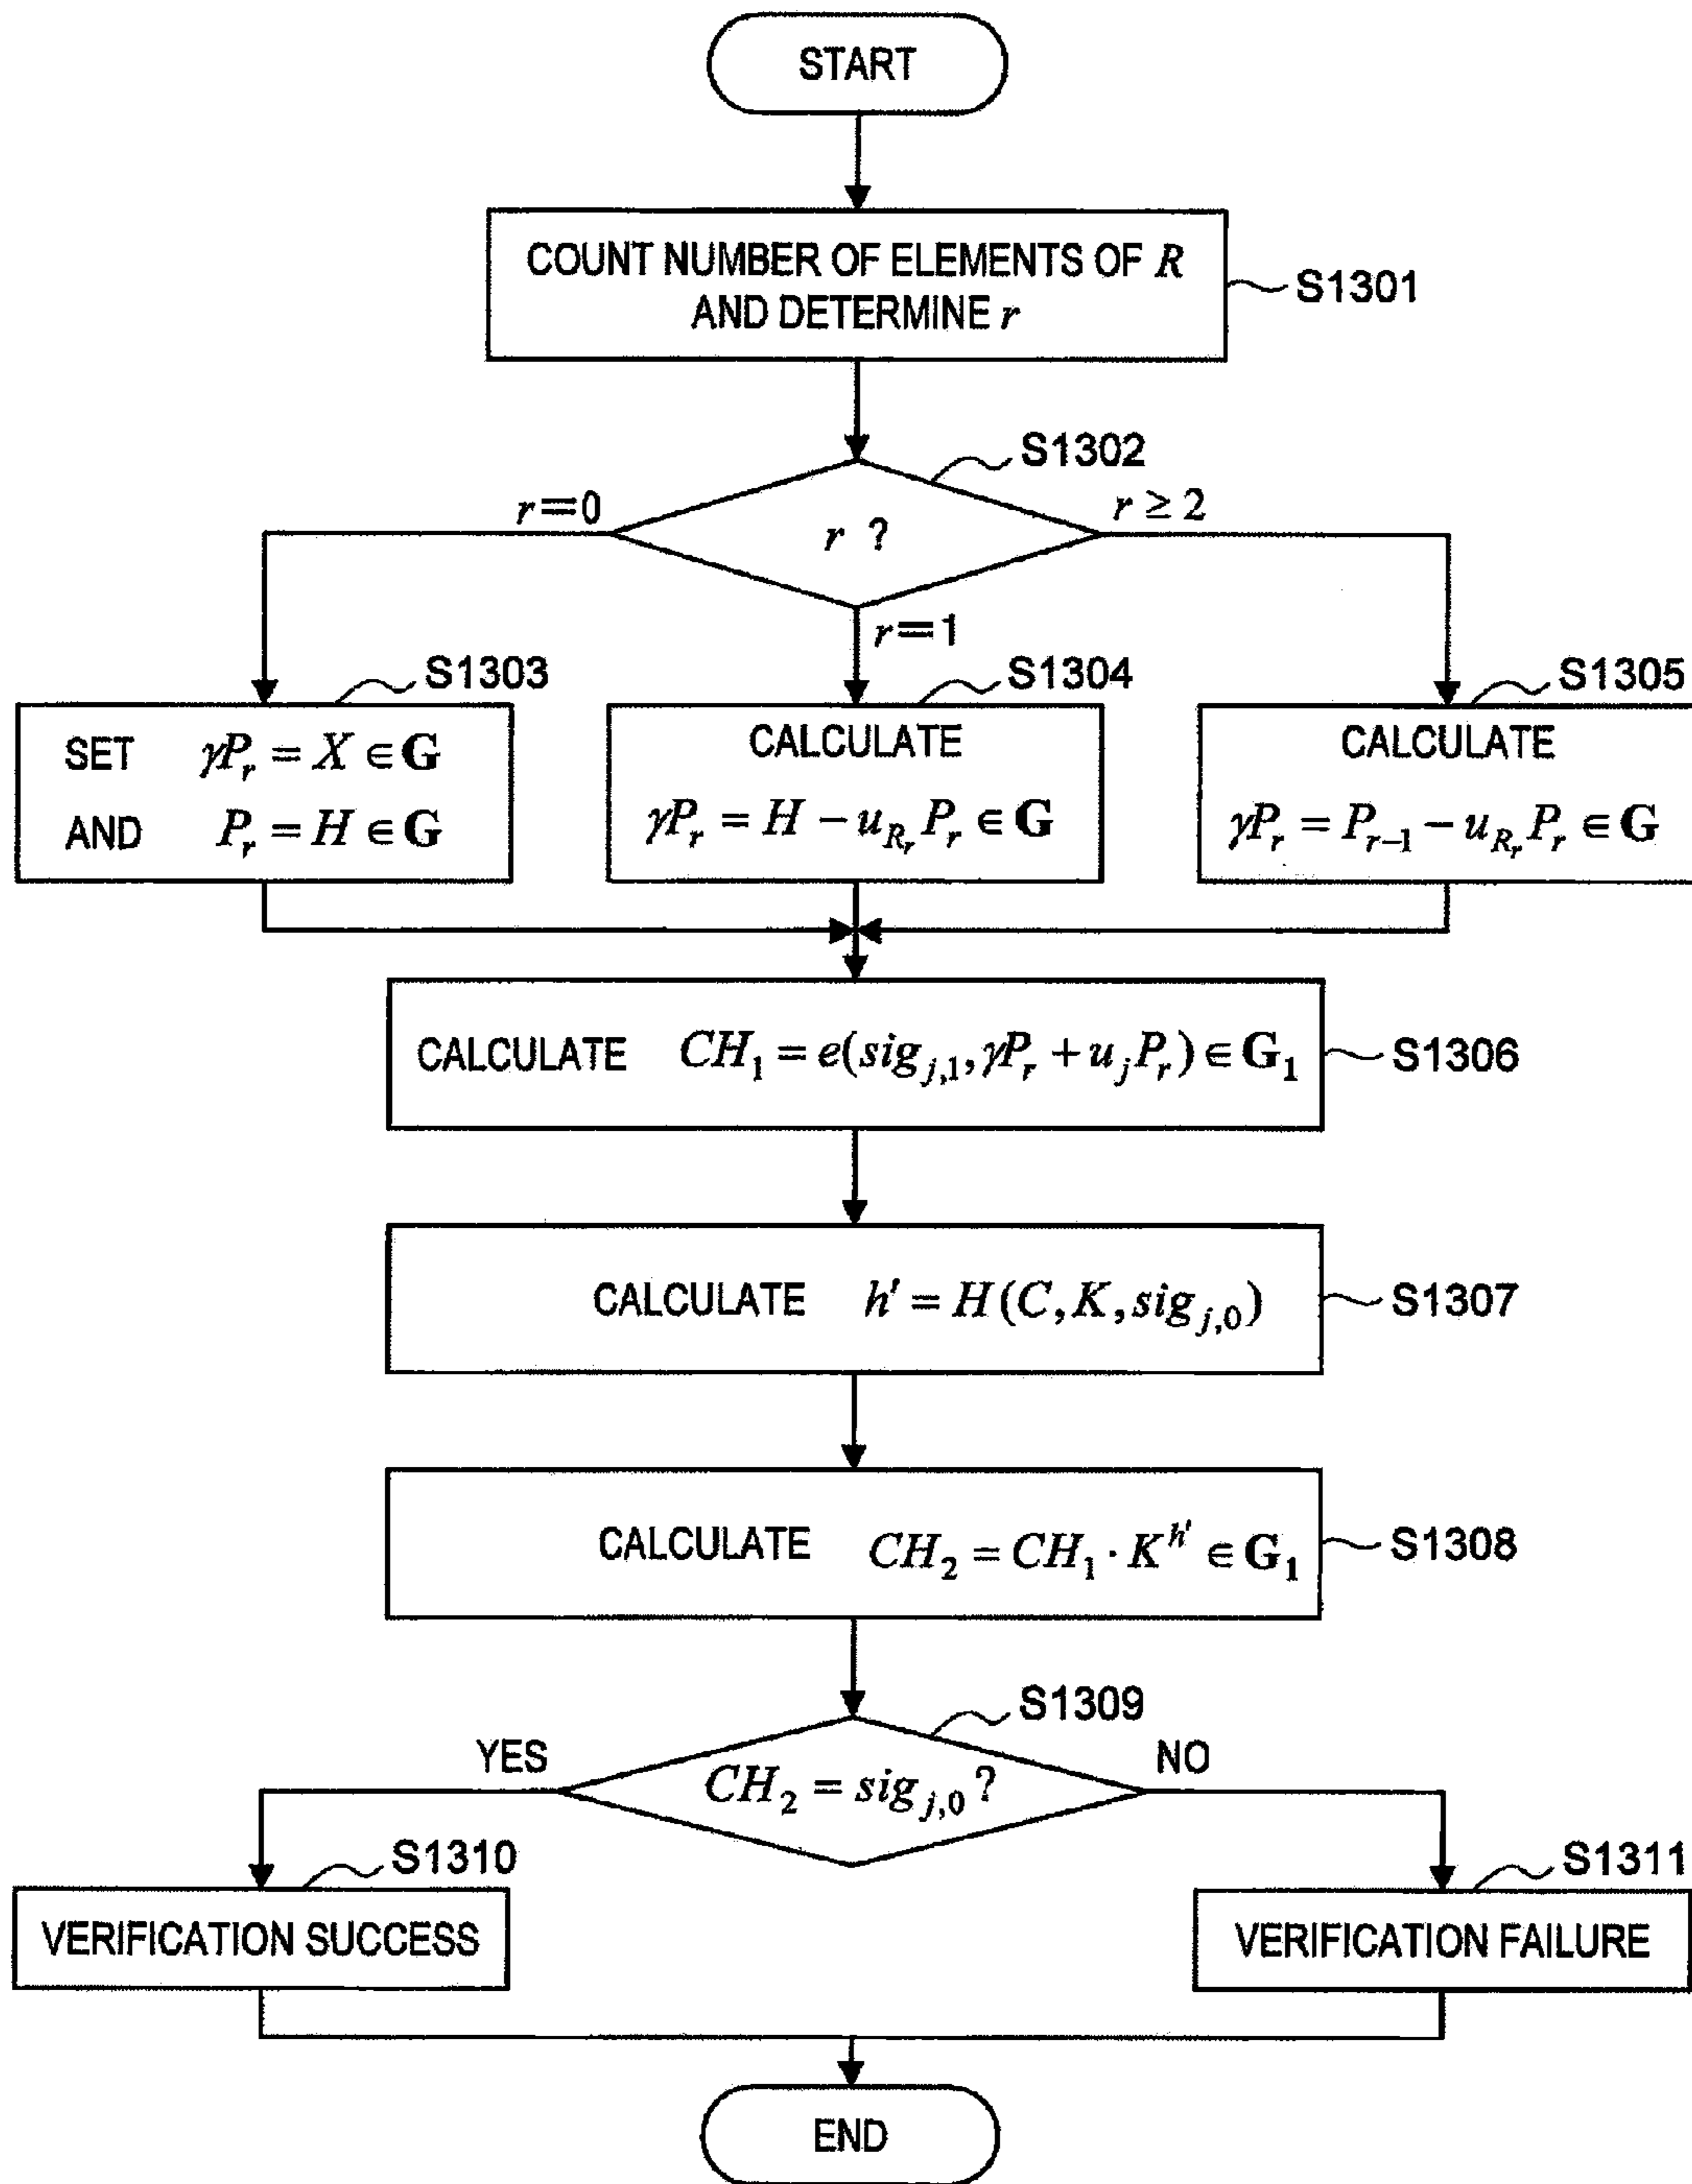 START
COUNT NUMBER OF ELEMENTS OF R
AND DETERMINE r
S1301
S1302
r=0
r ?
r ≥ 2
r=1
S1303
SET γP_r = X ∈ G
AND P_r = H ∈ G
S1304
CALCULATE
γP_r = H − u_{R_r} P_r ∈ G
S1305
CALCULATE
γP_r = P_{r−1} − u_{R_r} P_r ∈ G
CALCULATE CH_1 = e(sig_{j,1}, γP_r + u_j P_r) ∈ G_1
S1306
CALCULATE h' = H(C, K, sig_{j,0})
S1307
CALCULATE CH_2 = CH_1 · K^{h'} ∈ G_1
S1308
S1309
YES
CH_2 = sig_{j,0} ?
NO
S1310
VERIFICATION SUCCESS
S1311
VERIFICATION FAILURE
END